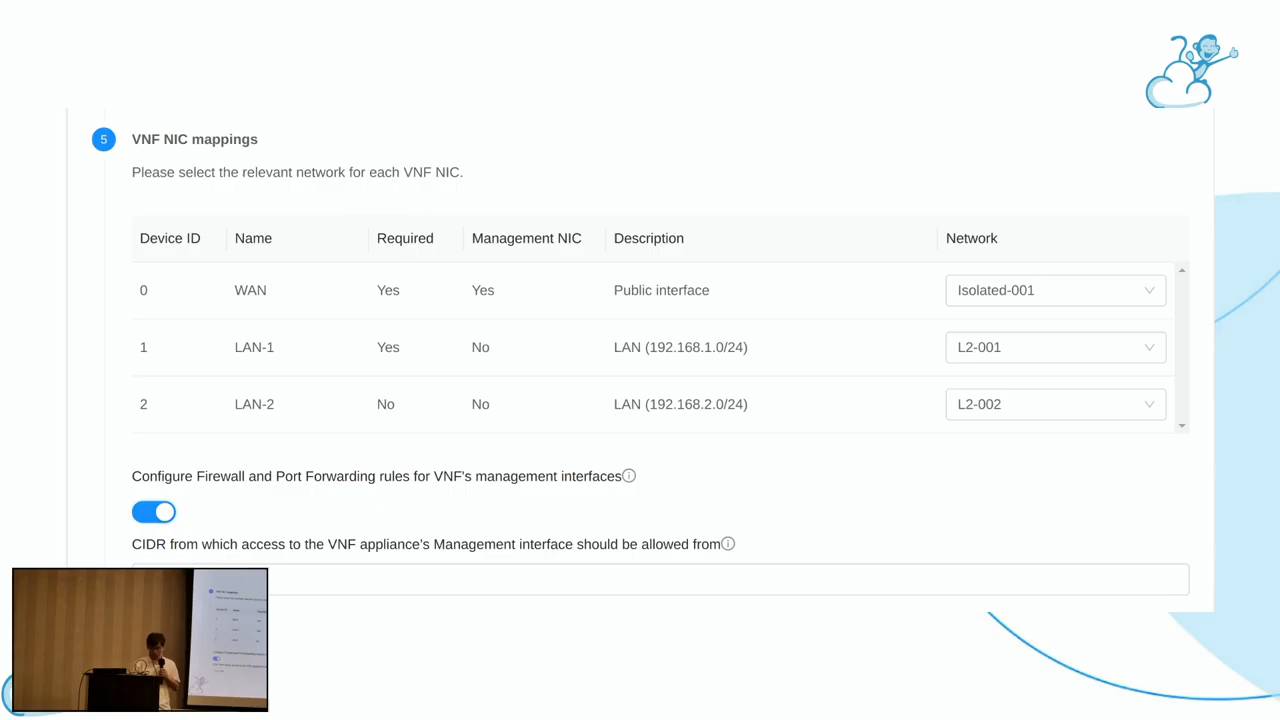 5 VNF NIC mappings
Please select the relevant network for each VNF NIC.
Device ID Name Required Management NIC Description Network
0 WAN Yes Yes Public interface Isolated-001
1 LAN-1 Yes No LAN (192.168.1.0/24) L2-001
2 LAN-2 No No LAN (192.168.2.0/24) L2-002
Configure Firewall and Port Forwarding rules for VNF's management interfaces
CIDR from which access to the VNF appliance's Management interface should be allowed from